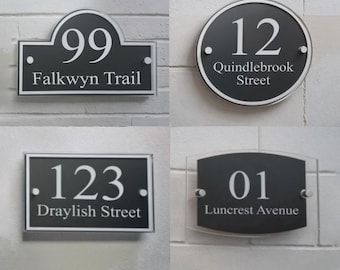 99
Falkwyn Trail
12
Quindlebrook
Street
123
Draylish Street
01
Luncrest Avenue